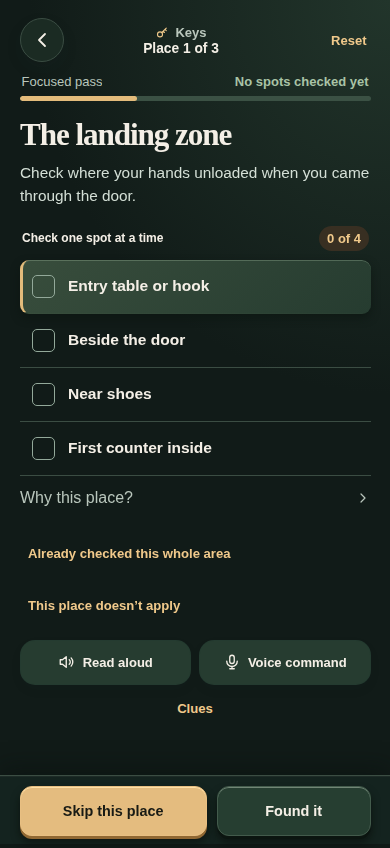 Keys
Place 1 of 3
Reset
Focused pass
No spots checked yet
The landing zone
Check where your hands unloaded when you came
through the door.
Check one spot at a time
0 of 4
Entry table or hook
Beside the door
Near shoes
First counter inside
Why this place?
Already checked this whole area
This place doesn’t apply
Read aloud
Voice command
Clues
Skip this place
Found it